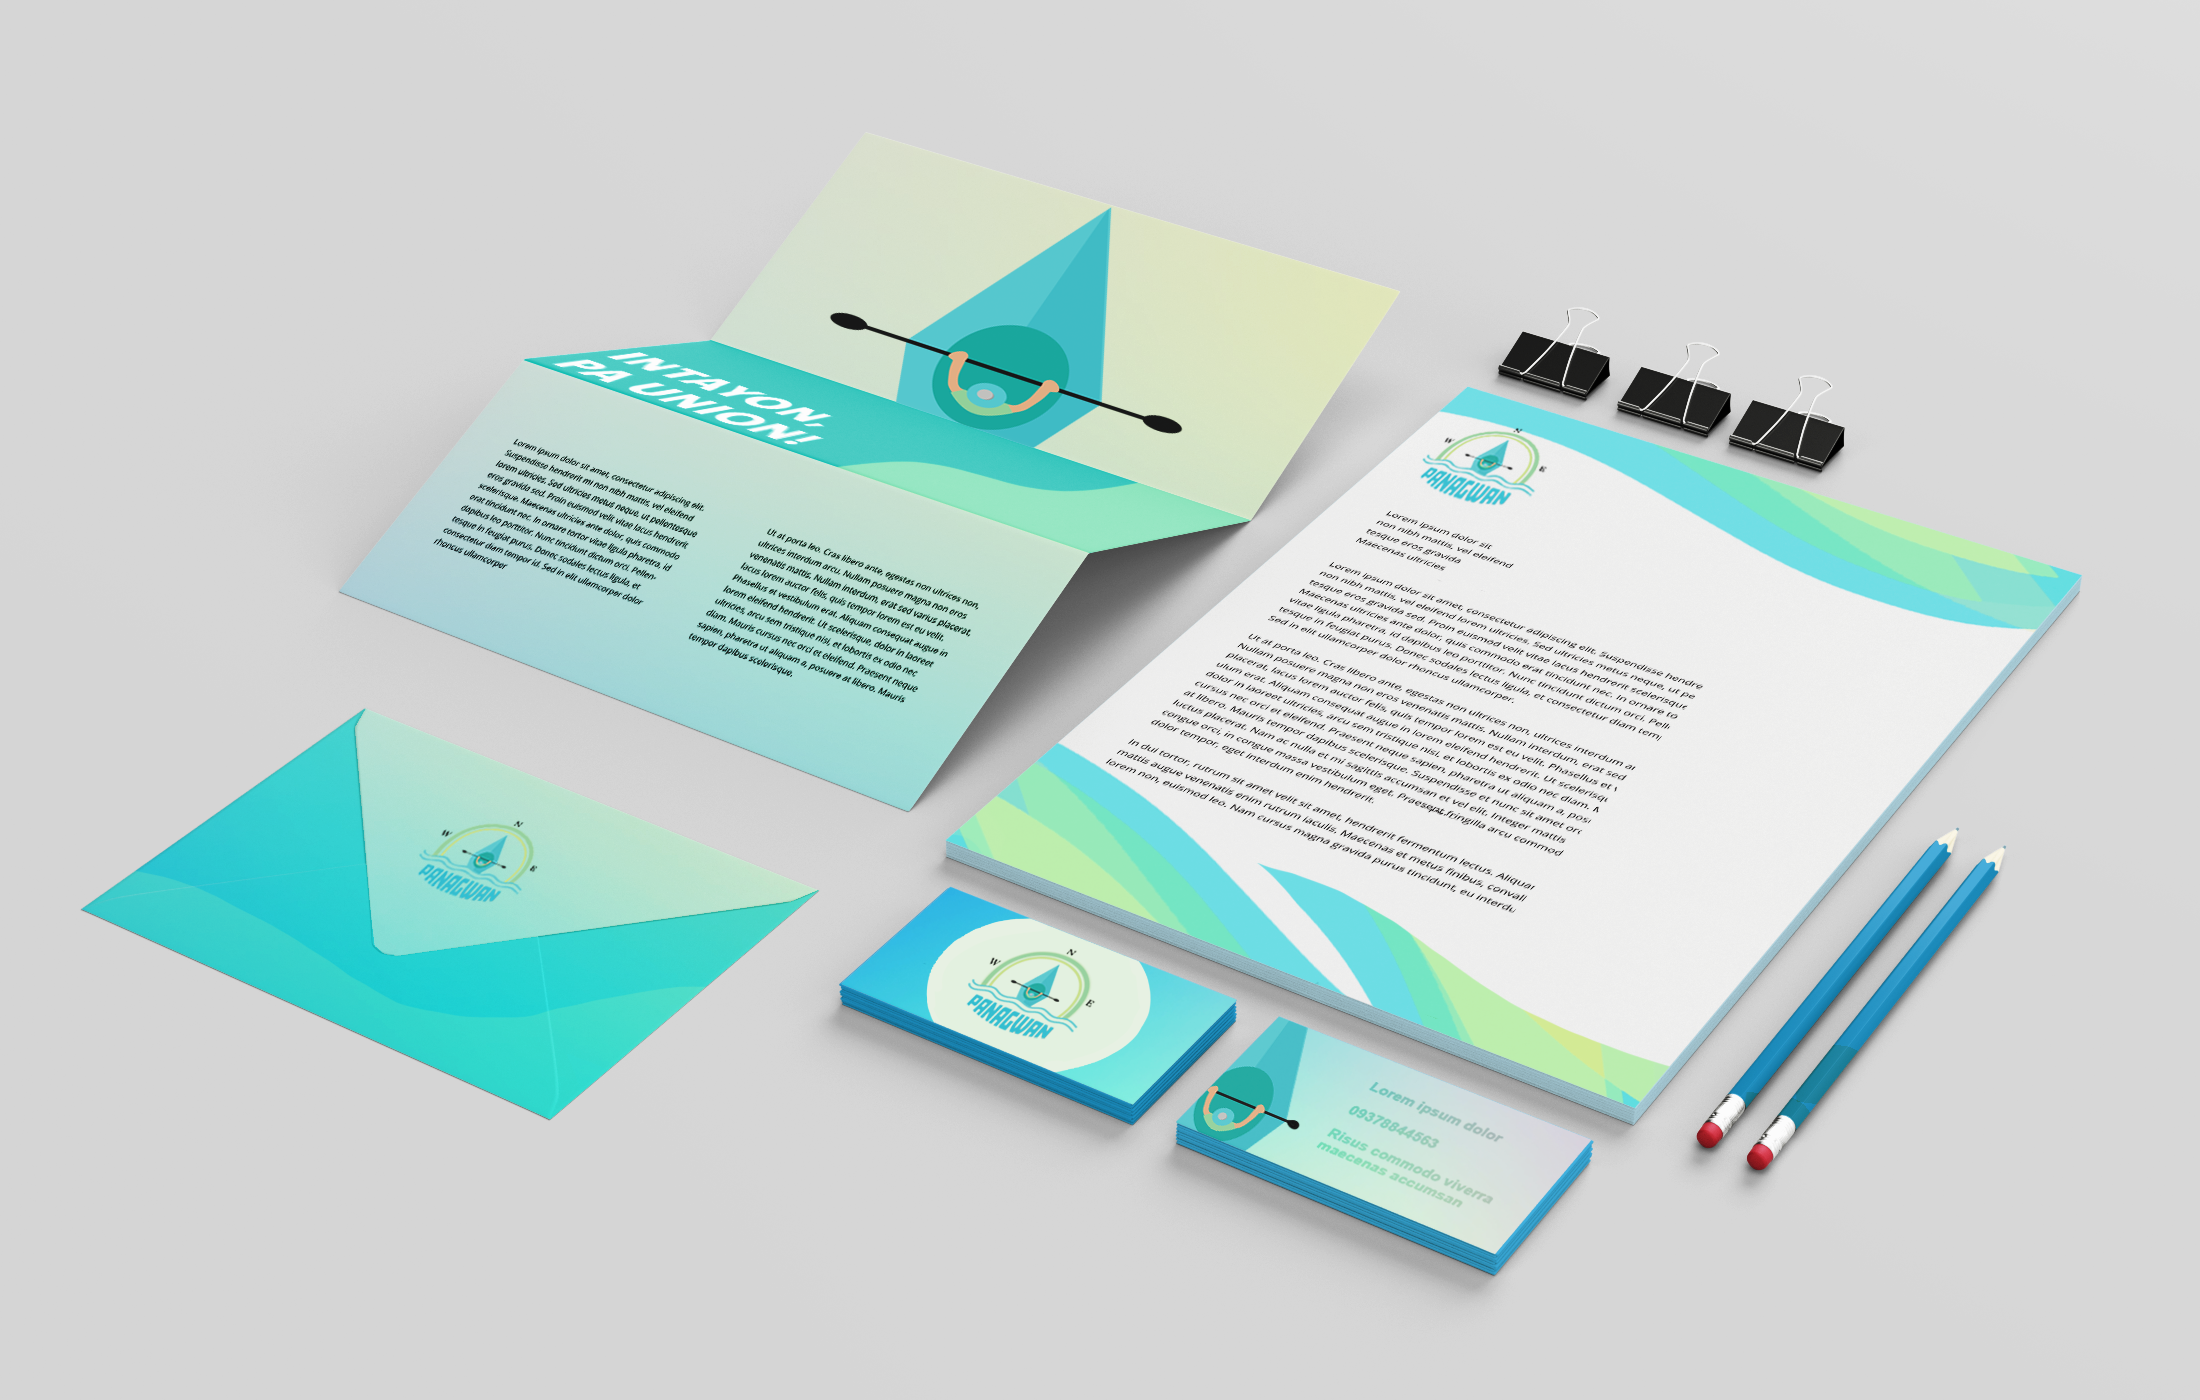 INTAYON,
PA UNION!
Lorem ipsum dolor sit amet, consectetur adipiscing elit.
Suspendisse hendrerit mi non nibh mattis, vel eleifend
lorem ultricies. Sed ultricies metus neque, ut pellentesque
eros gravida sed. Proin euismod velit vitae lacus hendrerit
scelerisque. Maecenas ultricies ante dolor, quis commodo
erat tincidunt nec. In ornare tortor vitae ligula pharetra, id
dapibus leo porttitor. Nunc tincidunt dictum orci. Pellen-
tesque in feugiat purus. Donec sodales lectus ligula, et
consectetur diam tempor id. Sed in elit ullamcorper dolor
rhoncus ullamcorper
Ut at porta leo. Cras libero ante, egestas non ultrices non,
ultrices interdum arcu. Nullam posuere magna non eros
venenatis mattis. Nullam interdum, erat sed varius placerat,
lacus lorem auctor felis, quis tempor lorem est eu velit.
Phasellus et vestibulum erat. Aliquam consequat augue in
lorem eleifend hendrerit. Ut scelerisque, dolor in laoreet
ultricies, arcu sem tristique nisi, et lobortis ex odio nec
diam. Mauris cursus nec orci et eleifend. Praesent neque
sapien, pharetra ut aliquam a, posuere at libero. Mauris
tempor dapibus scelerisque.
N
W
E
PANAGWAN
Lorem ipsum dolor sit
non nibh mattis, vel eleifend
tesque eros gravida
Maecenas ultricies
Lorem ipsum dolor sit amet, consectetur adipiscing elit. Suspendisse hendre
non nibh mattis, vel eleifend lorem ultricies. Sed ultricies metus neque, ut pe
tesque eros gravida sed. Proin euismod velit vitae lacus hendrerit scelerisque
Maecenas ultricies ante dolor, quis commodo erat tincidunt nec. In ornare to
vitae ligula pharetra, id dapibus leo porttitor. Nunc tincidunt dictum orci. Pell
tesque in feugiat purus. Donec sodales lectus ligula, et consectetur diam temp
Sed in elit ullamcorper dolor rhoncus ullamcorper.
Ut at porta leo. Cras libero ante, egestas non ultrices non, ultrices interdum ar
Nullam posuere magna non eros venenatis mattis. Nullam interdum, erat sed
placerat, lacus lorem auctor felis, quis tempor lorem est eu velit. Phasellus et v
ulum erat. Aliquam consequat augue in lorem eleifend hendrerit. Ut scelerisqu
dolor in laoreet ultricies, arcu sem tristique nisi, et lobortis ex odio nec diam. M
cursus nec orci et eleifend. Praesent neque sapien, pharetra ut aliquam a, posu
at libero. Mauris tempor dapibus scelerisque. Suspendisse et nunc sit amet orc
luctus placerat. Nam ac nulla et mi sagittis accumsan et vel elit. Integer mattis
congue orci, in congue massa vestibulum eget. Praesent fringilla arcu commod
dolor tempor, eget interdum enim hendrerit.
In dui tortor, rutrum sit amet velit sit amet, hendrerit fermentum lectus. Aliquar
mattis augue venenatis enim rutrum iaculis. Maecenas et metus finibus, convall
lorem non, euismod leo. Nam cursus magna gravida purus tincidunt, eu interdu
N
W
E
PANAGWAN
N
W
E
PANAGWAN
Lorem ipsum dolor
09378844563
Risus commodo viverra
maecenas accumsan